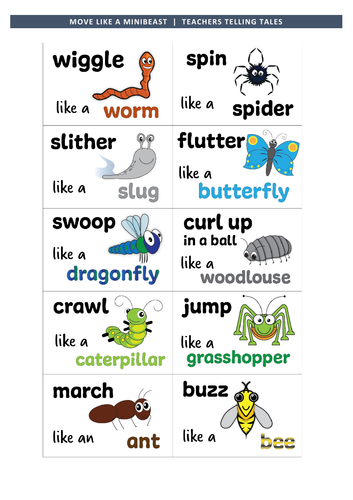 MOVE LIKE A MINIBEAST | TEACHERS TELLING TALES
wiggle
like a worm
spin
like a spider
slither
like a slug
flutter
like a
butterfly
swoop
like a
dragonfly
curl up
in a ball
like a
woodlouse
crawl
like a
caterpillar
jump
like a
grasshopper
march
like an ant
buzz
like a bee